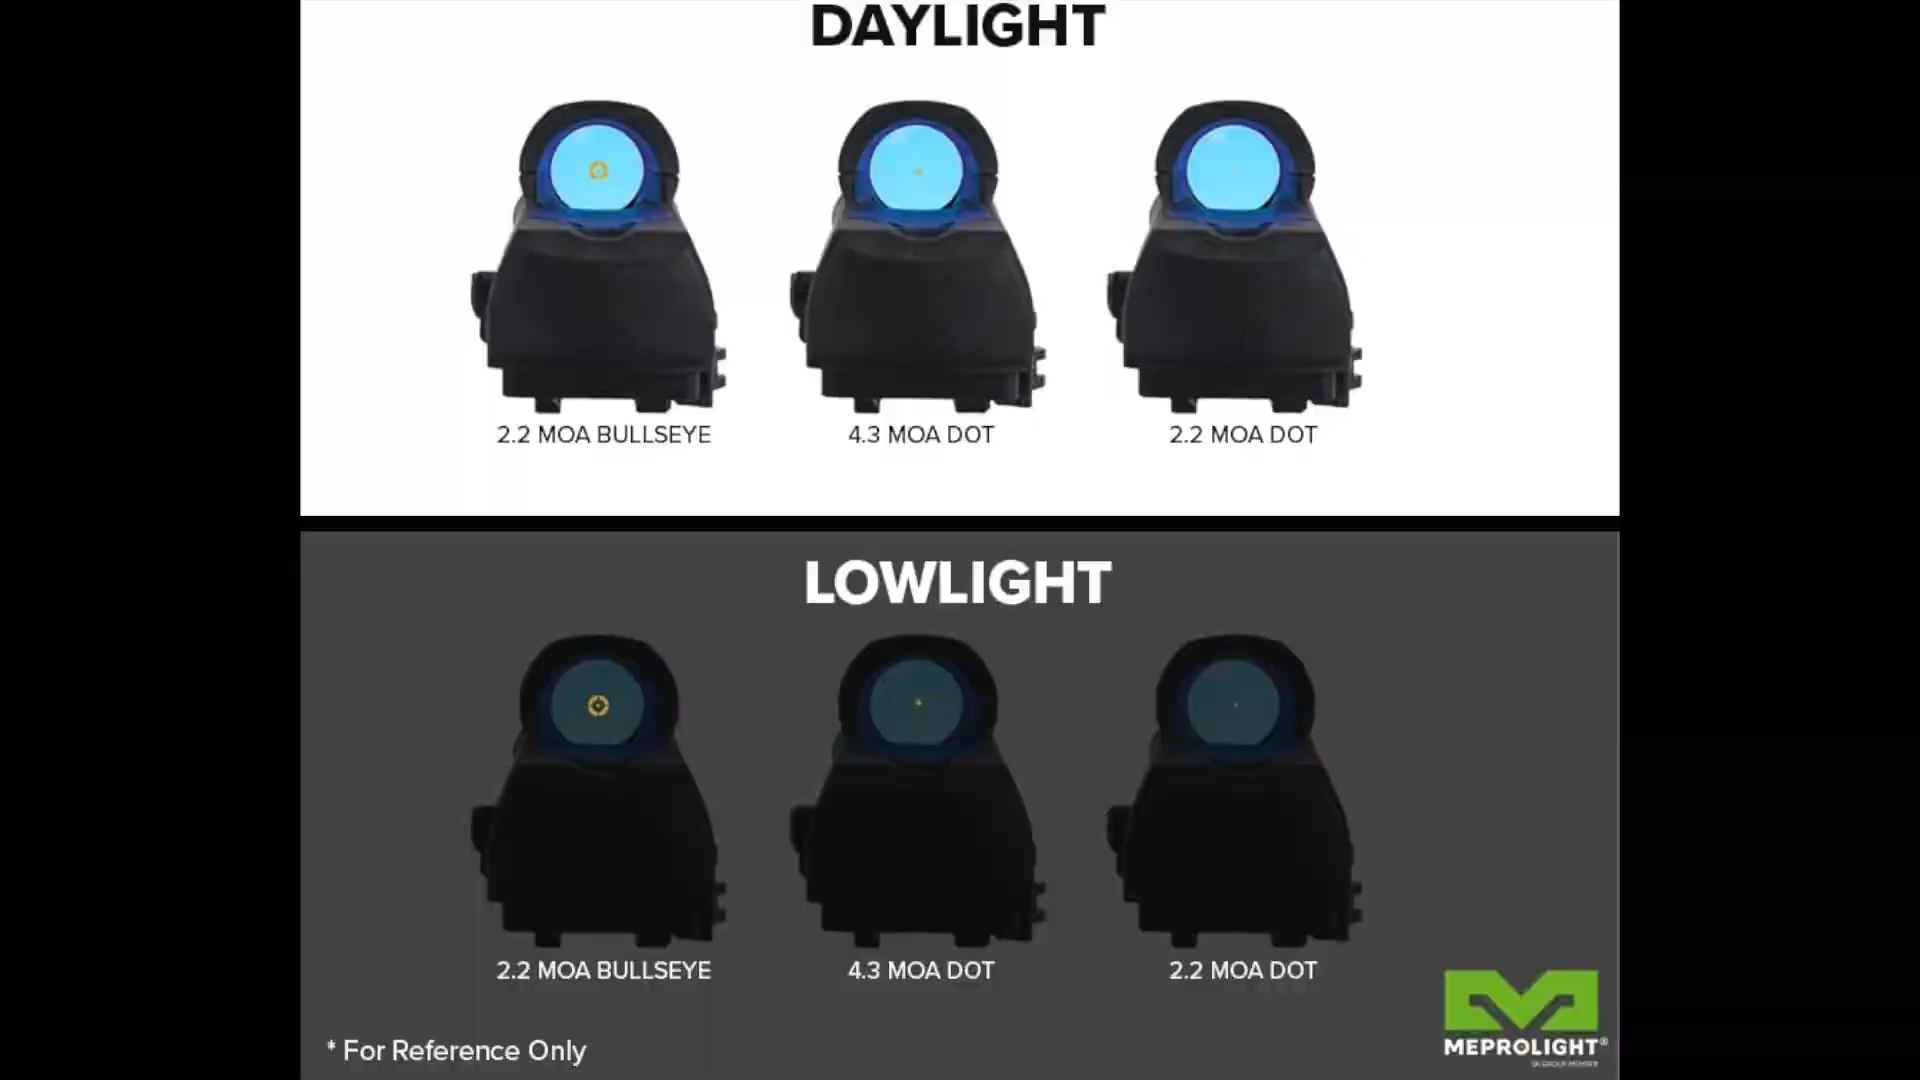 DAYLIGHT
2.2 MOA BULLSEYE
4.3 MOA DOT
2.2 MOA DOT
LOWLIGHT
2.2 MOA BULLSEYE
4.3 MOA DOT
2.2 MOA DOT
* For Reference Only
MEPROLIGHT®